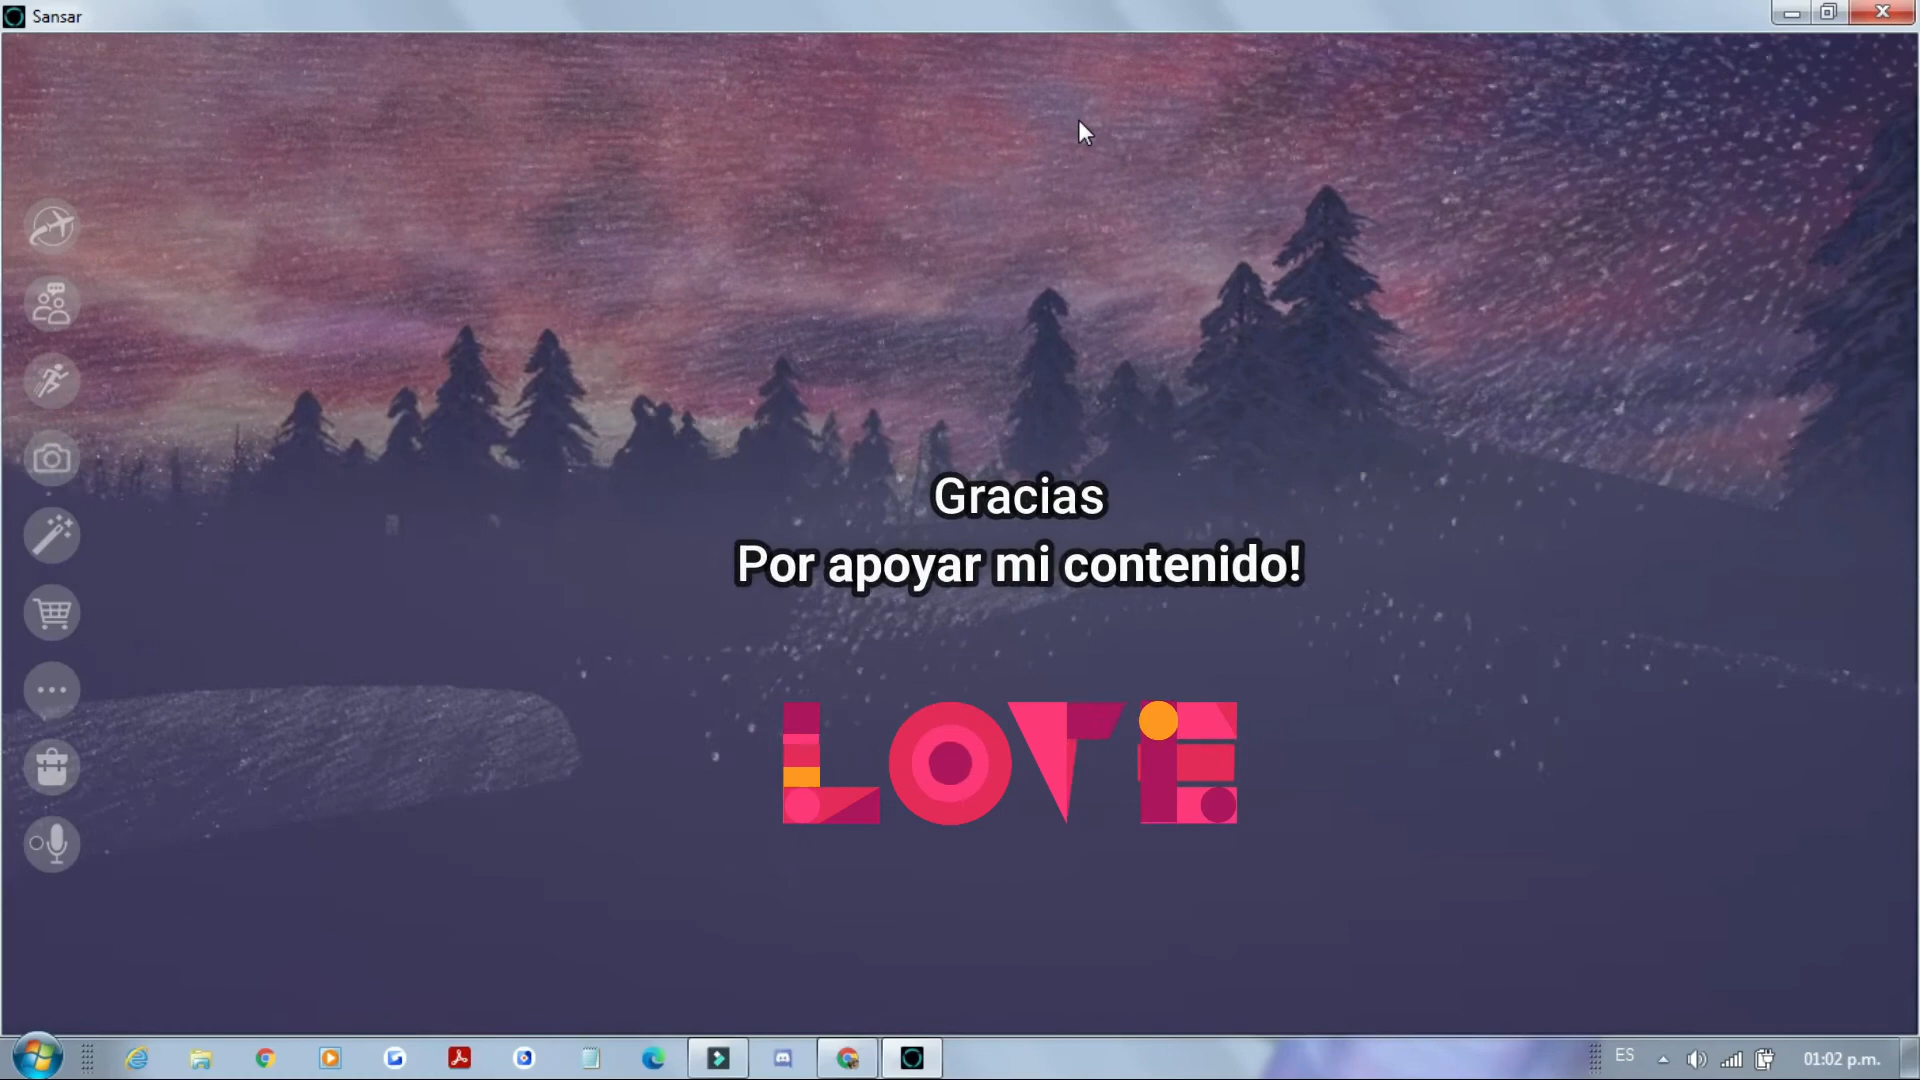 Sansar
Gracias
Por apoyar mi contenido!
LOVE
ES
01:02 p.m.